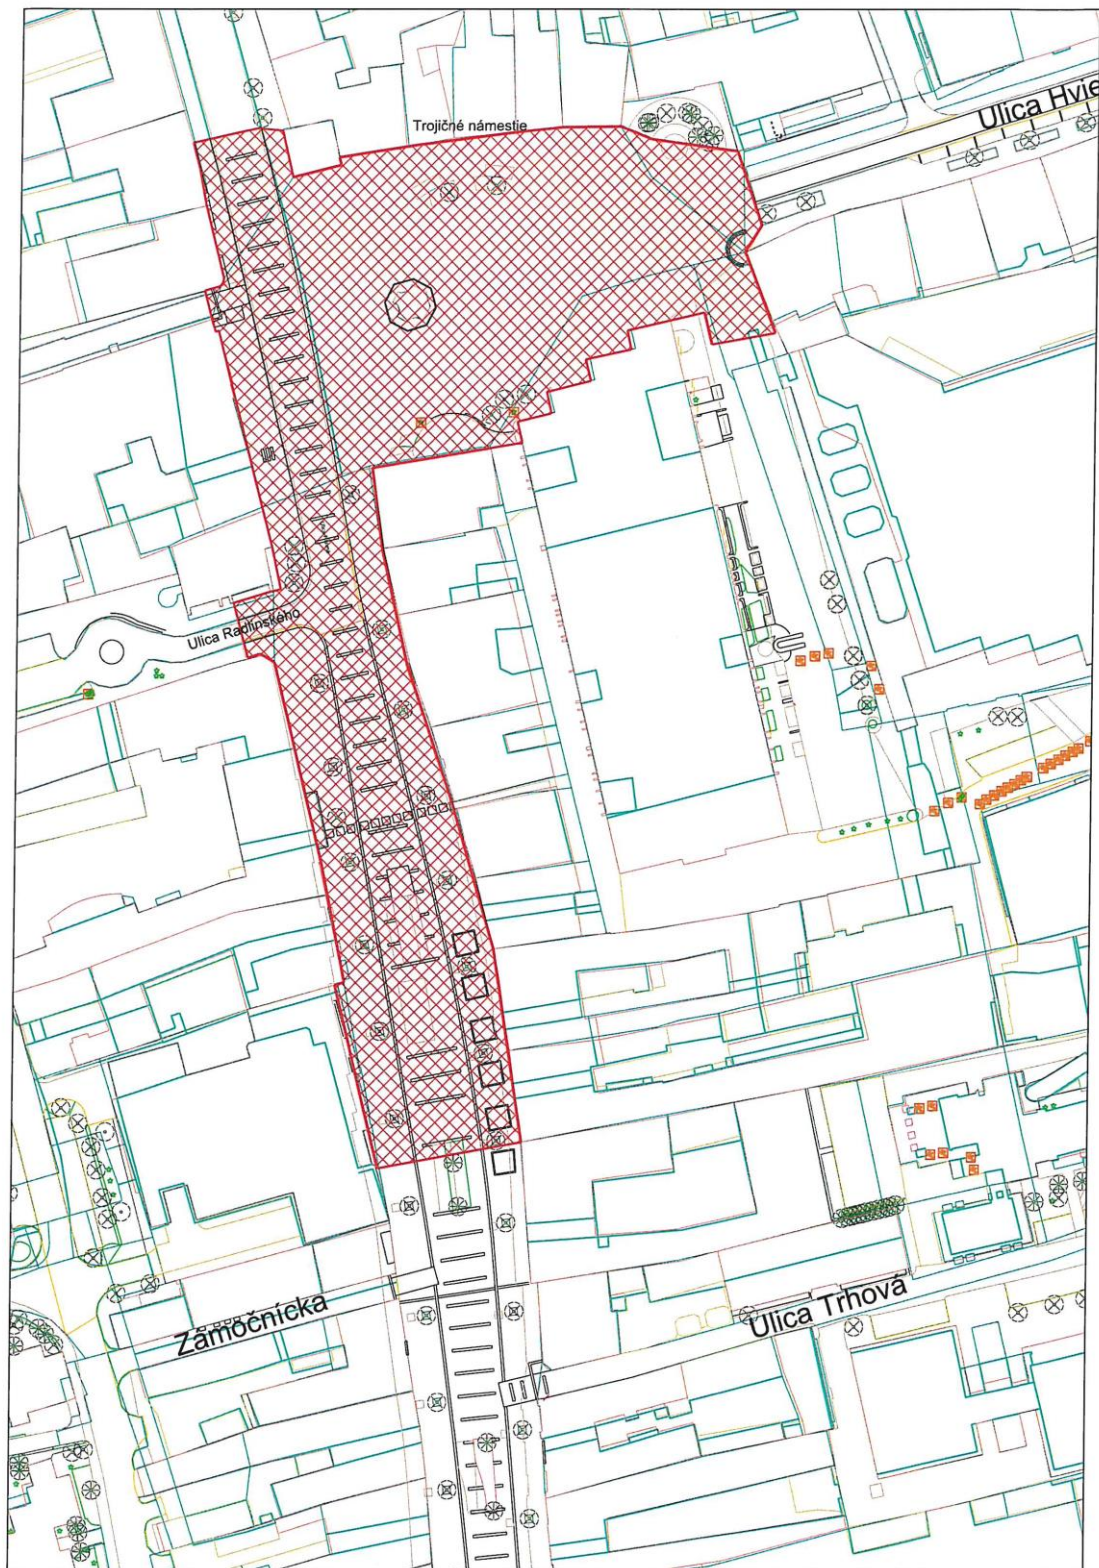 Ulica Hvie
Trojičné námestie
Ulica Radlinského
Zámočnícka
Ulica Trhová